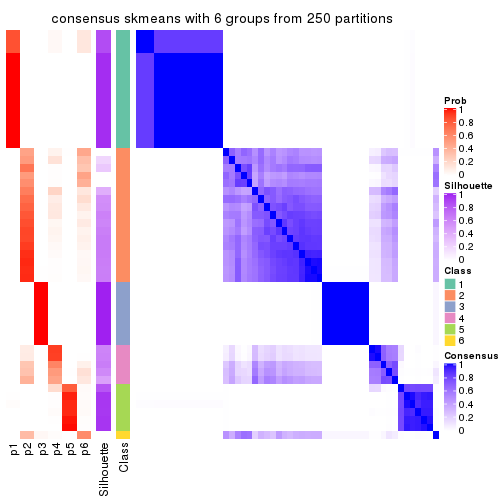 consensus skmeans with 6 groups from 250 partitions
Prob
1
0.8
0.6
0.4
0.2
0
Silhouette
1
0.8
0.6
0.4
0.2
0
Class
1
2
3
4
5
6
Consensus
1
0.8
0.6
0.4
0.2
0
p1
p2
p3
p4
p5
p6
Silhouette
Class